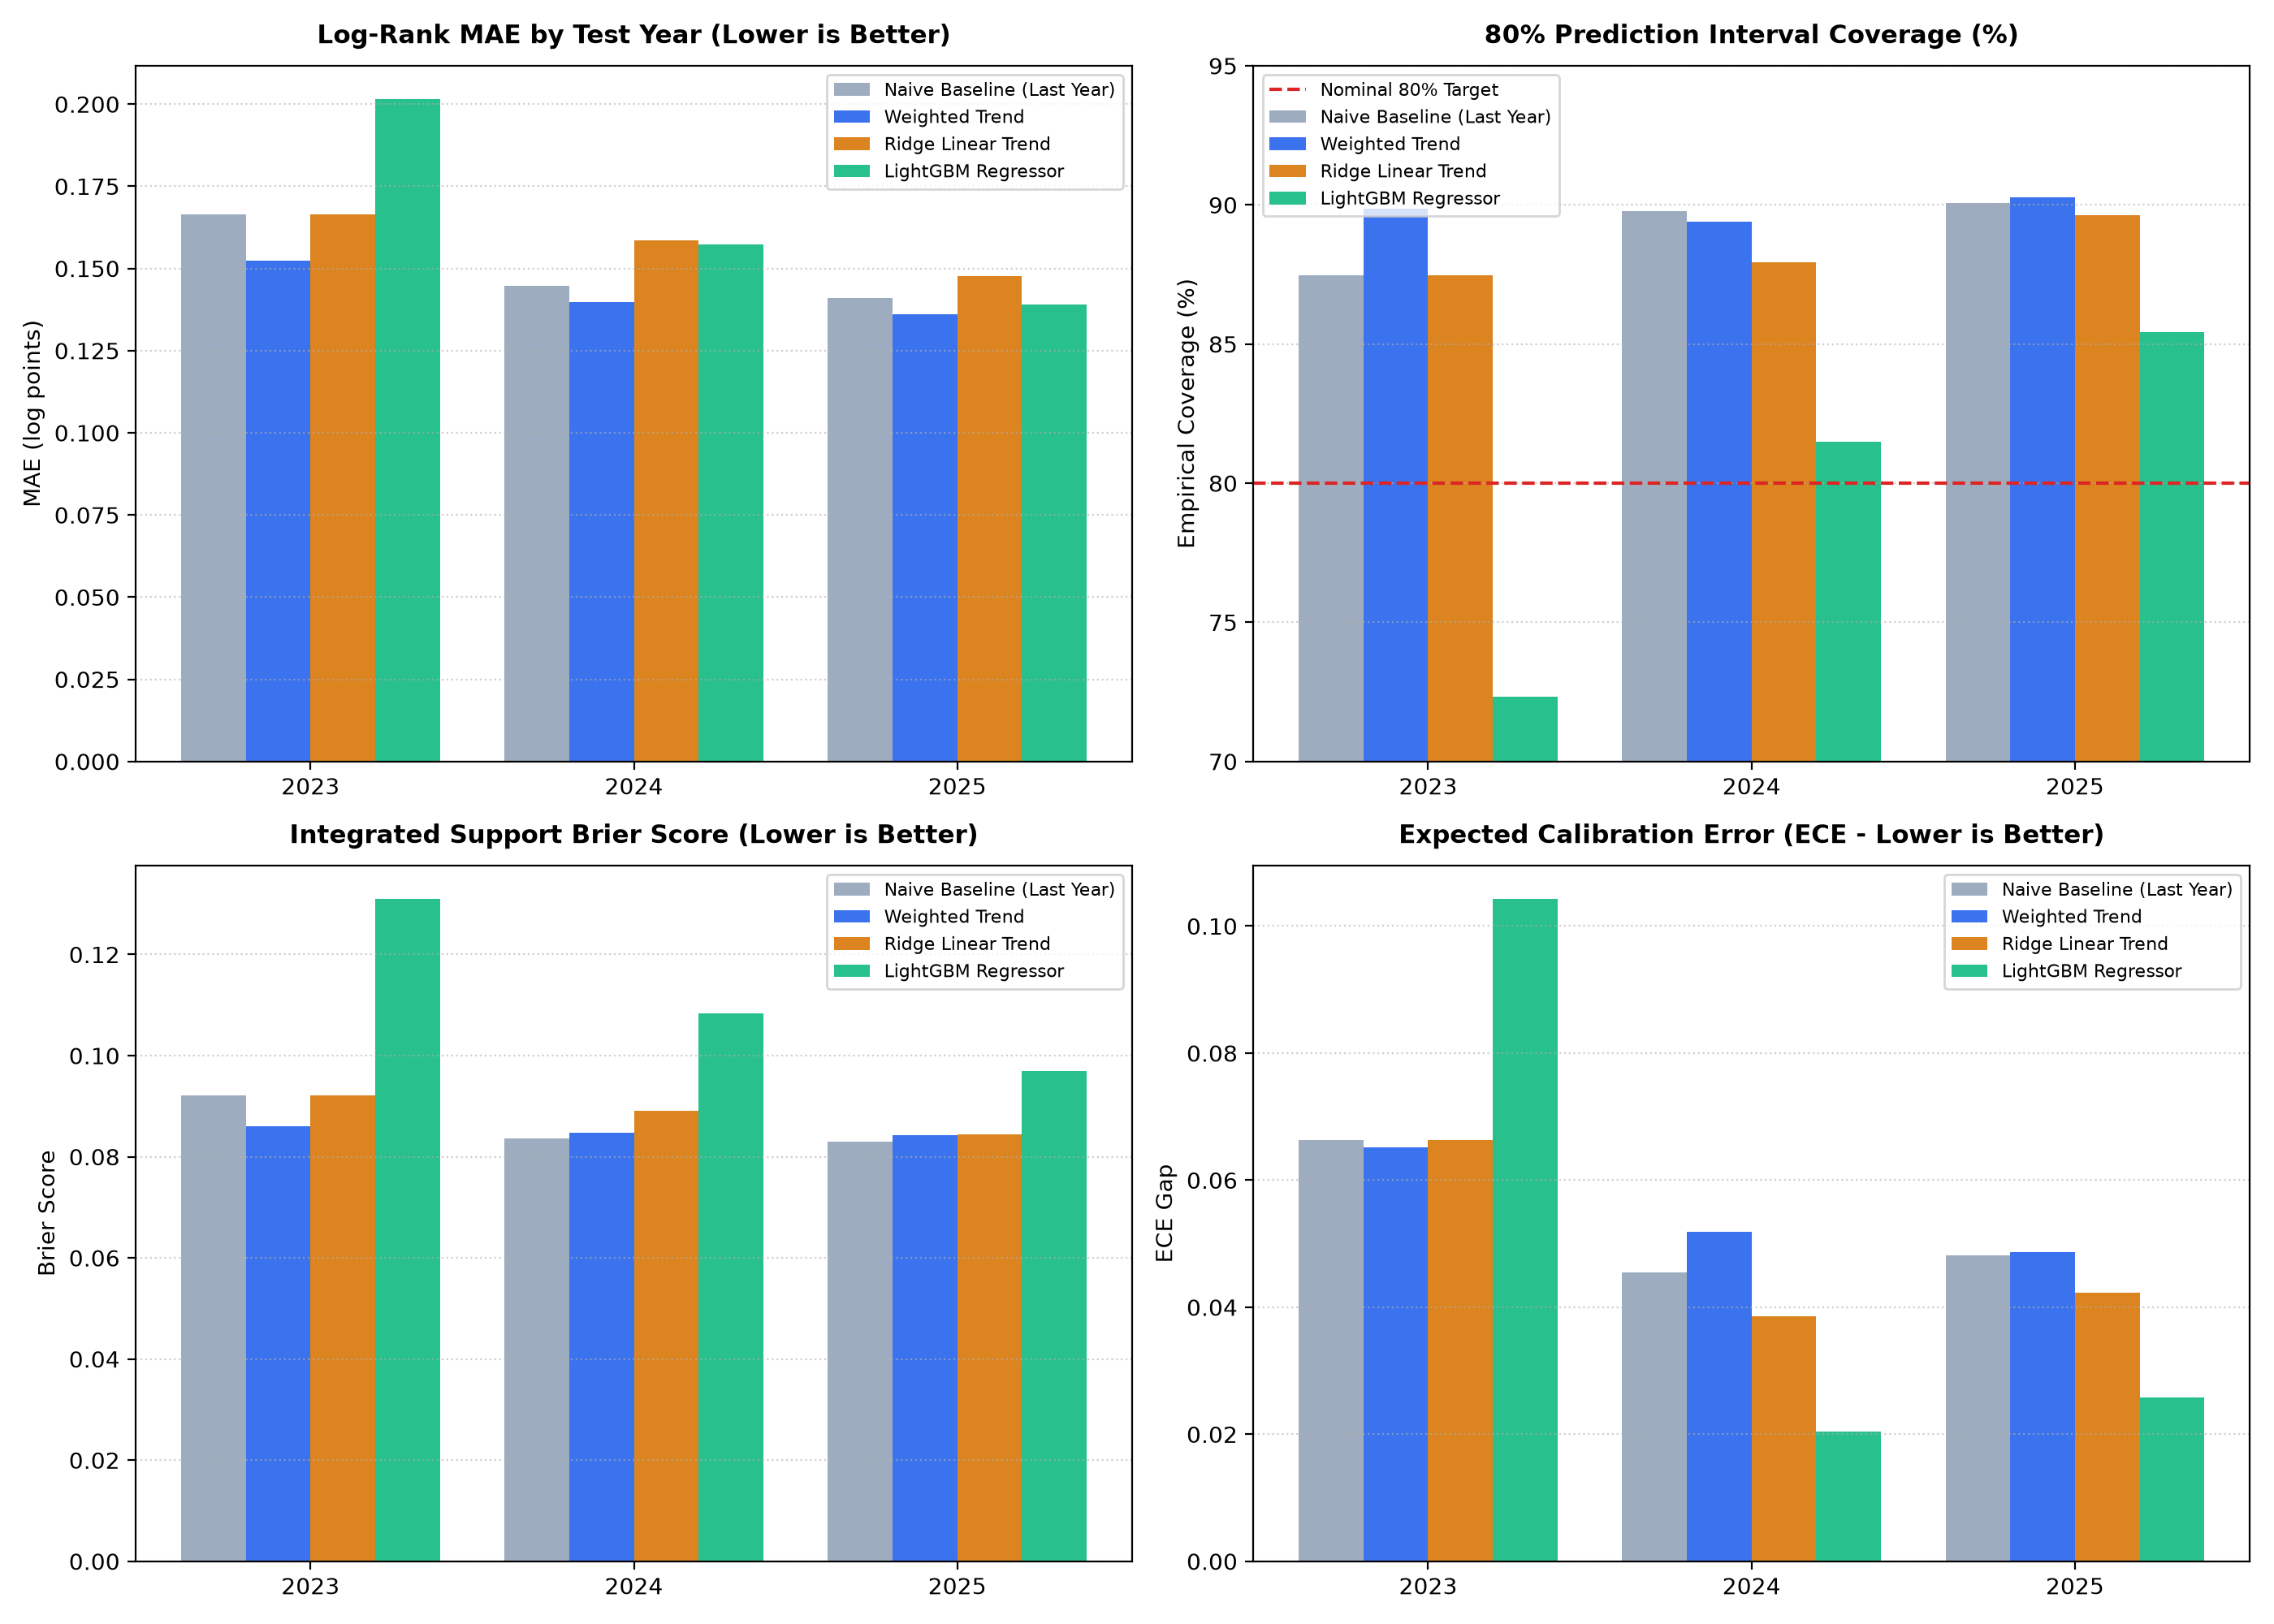 Log-Rank MAE by Test Year (Lower is Better)
MAE (log points)
0.200
0.175
0.150
0.125
0.100
0.075
0.050
0.025
0.000
2023 2024 2025
Naive Baseline (Last Year)
Weighted Trend
Ridge Linear Trend
LightGBM Regressor
80% Prediction Interval Coverage (%)
Empirical Coverage (%)
95
90
85
80
75
70
2023 2024 2025
Nominal 80% Target
Naive Baseline (Last Year)
Weighted Trend
Ridge Linear Trend
LightGBM Regressor
Integrated Support Brier Score (Lower is Better)
Brier Score
0.12
0.10
0.08
0.06
0.04
0.02
0.00
2023 2024 2025
Naive Baseline (Last Year)
Weighted Trend
Ridge Linear Trend
LightGBM Regressor
Expected Calibration Error (ECE - Lower is Better)
ECE Gap
0.10
0.08
0.06
0.04
0.02
0.00
2023 2024 2025
Naive Baseline (Last Year)
Weighted Trend
Ridge Linear Trend
LightGBM Regressor